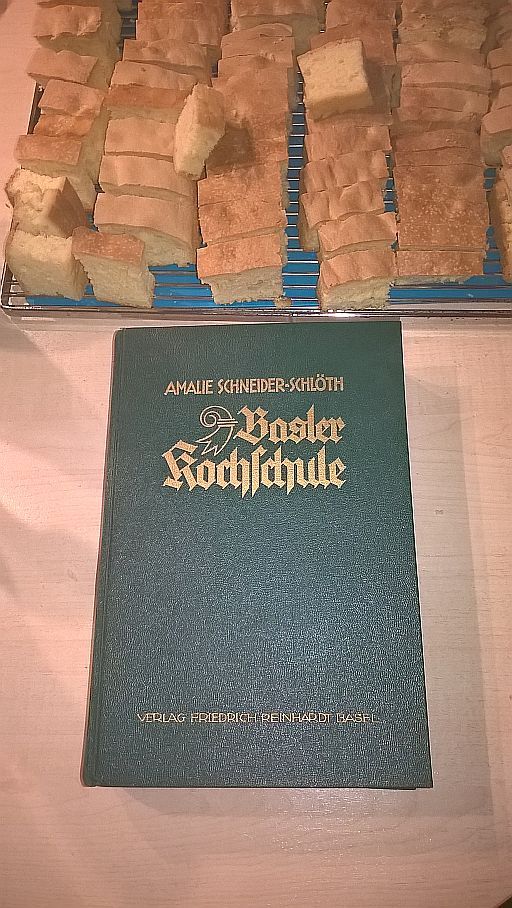 AMALIE SCHNEIDER-SCHLÖTH
Basler
Kochschule
VERLAG FRIEDRICH REINHARDT BASEL